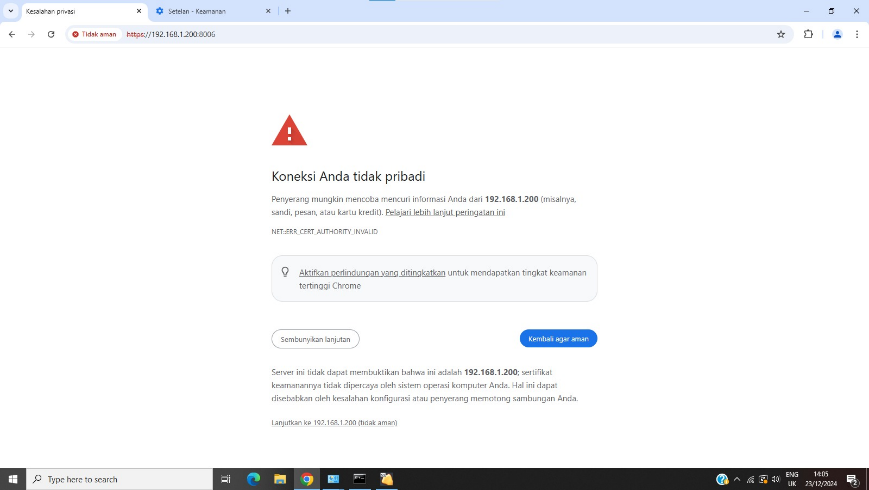 Kesalahan privasi
Setelan - Keamanan
Tidak aman
https://192.168.1.200:8006
Koneksi Anda tidak pribadi
Penyerang mungkin mencoba mencuri informasi Anda dari 192.168.1.200 (misalnya,
sandi, pesan, atau kartu kredit). Pelajari lebih lanjut peringatan ini
NET::ERR_CERT_AUTHORITY_INVALID
Aktifkan perlindungan yang ditingkatkan untuk mendapatkan tingkat keamanan
tertinggi Chrome
Sembunyikan lanjutan
Kembali agar aman
Server ini tidak dapat membuktikan bahwa ini adalah 192.168.1.200; sertifikat
keamanannya tidak dipercaya oleh sistem operasi komputer Anda. Hal ini dapat
disebabkan oleh kesalahan konfigurasi atau penyerang memotong sambungan Anda.
Lanjutkan ke 192.168.1.200 (tidak aman)
Type here to search
ENG
UK
14:05
23/12/2024
2